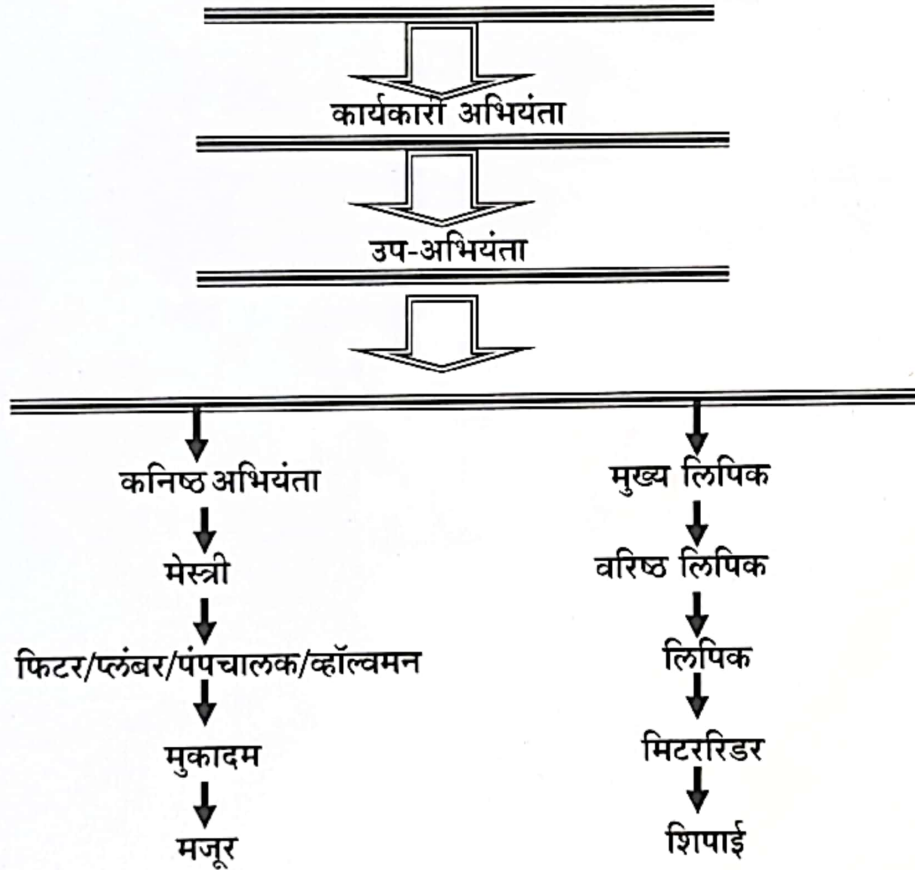 कार्यकारी अभियंता
उप-अभियंता
कनिष्ठ अभियंता
मुख्य लिपिक
मेस्त्री
वरिष्ठ लिपिक
फिटर/प्लंबर/पंपचालक/व्हॉल्वमन
लिपिक
मुकादम
मिटररिडर
मजूर
शिपाई